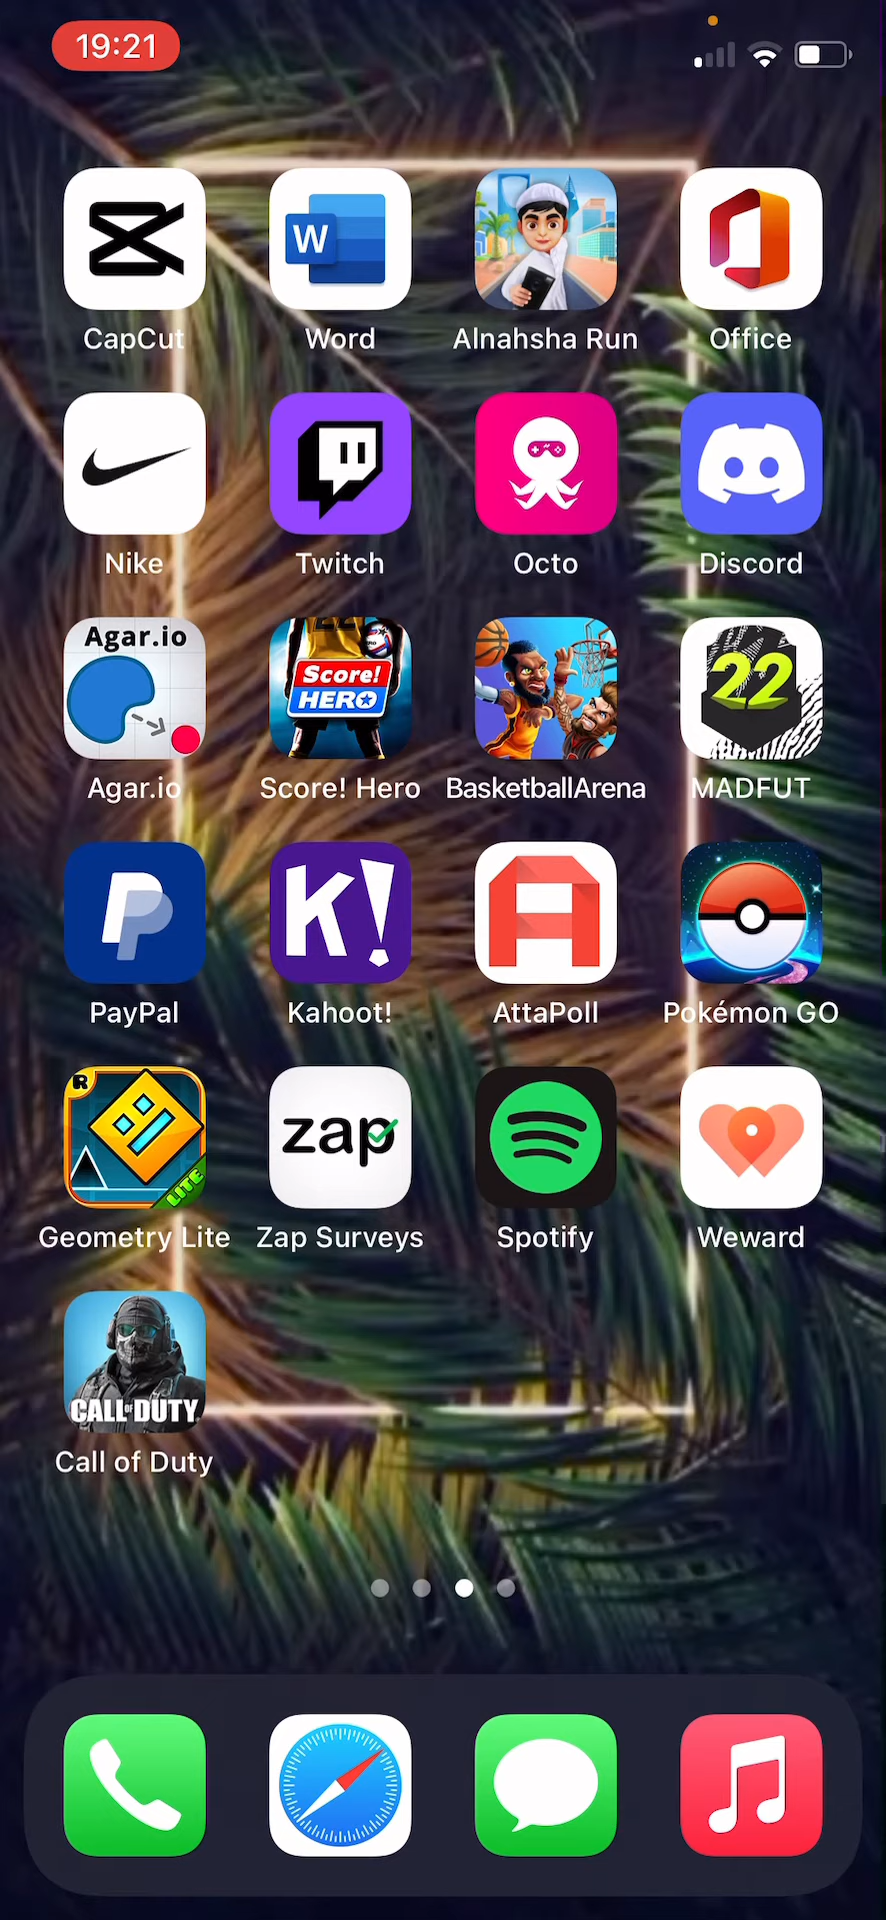 19:21
W
CapCut
Word
Alnahsha Run
Office
Nike
Twitch
Octo
Discord
Agar.io
Score!
HERO
22
Agar.io
Score! Hero
BasketballArena
MADFUT
K!
PayPal
Kahoot!
AttaPoll
Pokémon GO
R
LITE
zap
Geometry Lite
Zap Surveys
Spotify
Weward
CALL OF DUTY
Call of Duty